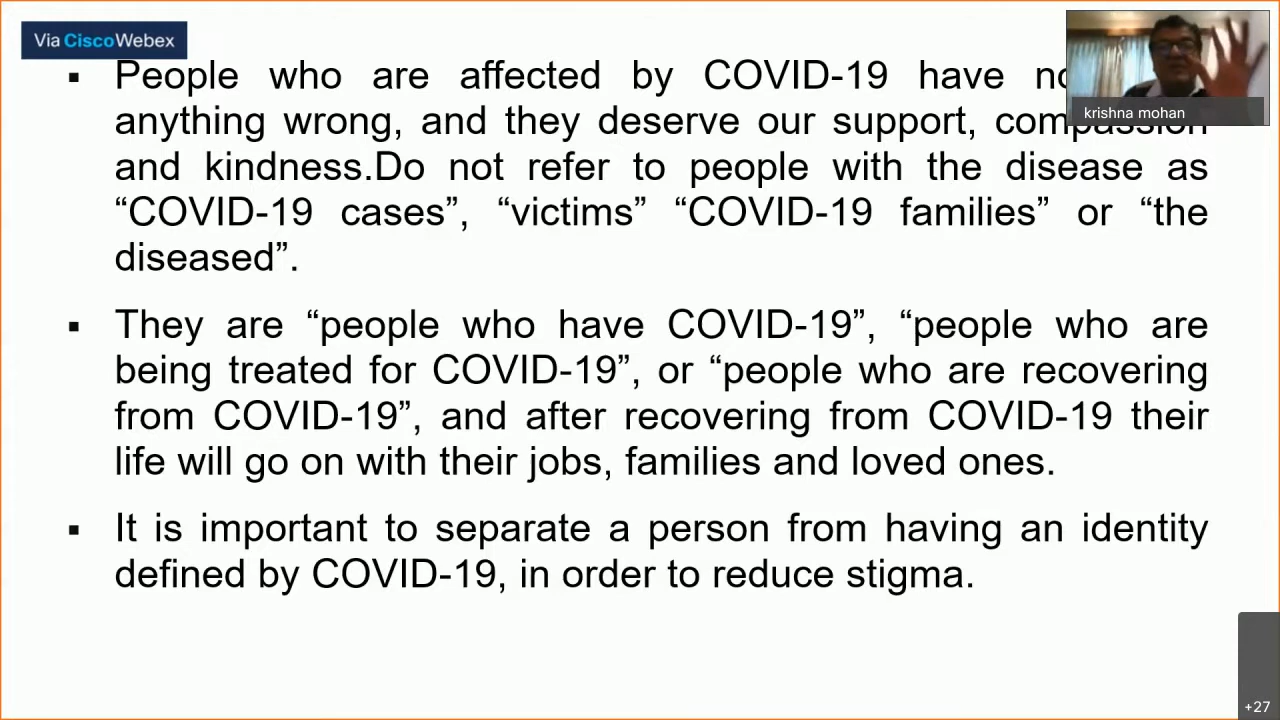 Via CiscoWebex
People who are affected by COVID-19 have
anything wrong, and they deserve our support, compassion
and kindness.Do not refer to people with the disease as
“COVID-19 cases”, “victims” “COVID-19 families” or “the
diseased”.
They are “people who have COVID-19”, “people who are
being treated for COVID-19”, or “people who are recovering
from COVID-19”, and after recovering from COVID-19 their
life will go on with their jobs, families and loved ones.
It is important to separate a person from having an identity
defined by COVID-19, in order to reduce stigma.
krishna mohan
+27